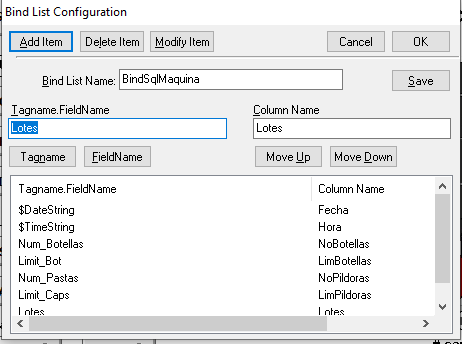 Bind List Configuration
Add Item Delete Item Modify Item Cancel OK
Bind List Name: BindSqlMaquina Save
Tagname.FieldName Column Name
Lotes Lotes
Tagname FieldName Move Up Move Down
Tagname.FieldName Column Name
$DateString Fecha
$TimeString Hora
Num_Botellas NoBotellas
Limit_Bot LimBotellas
Num_Pastas NoPildoras
Limit_Caps LimPildoras
Lotes Lotes